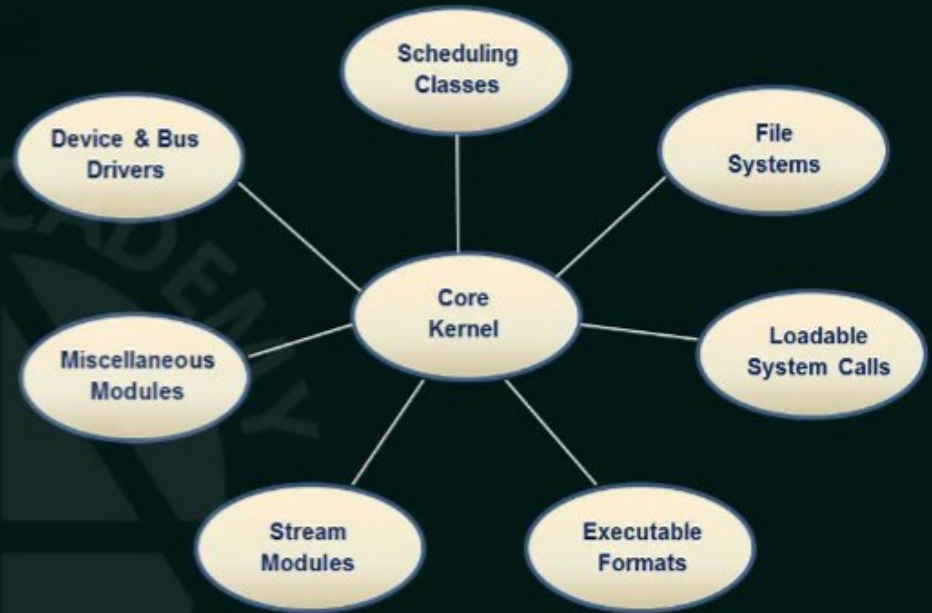 Scheduling
Classes
Device & Bus
Drivers
File
Systems
Core
Kernel
Loadable
System Calls
Miscellaneous
Modules
Stream
Modules
Executable
Formats